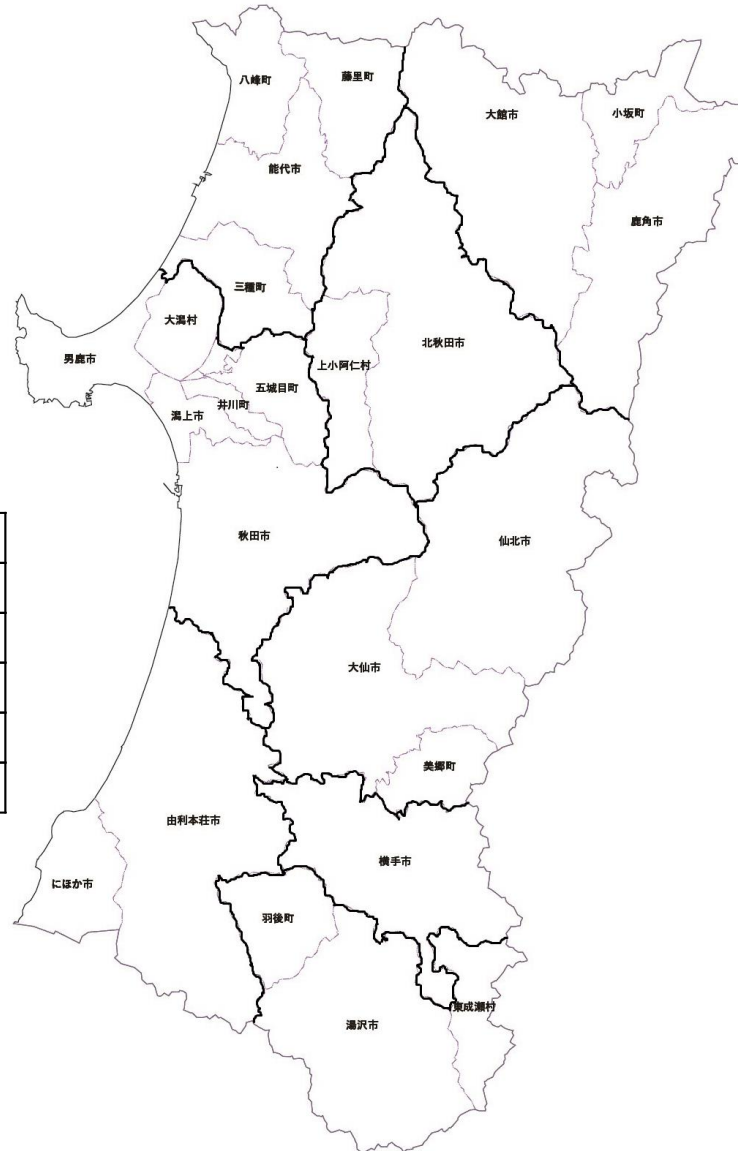 八峰町
藤里町
大館市
小坂町
能代市
鹿角市
三種町
大潟村
北秋田市
男鹿市
上小阿仁村
五城目町
井川町
潟上市
秋田市
仙北市
大仙市
美郷町
由利本荘市
横手市
にほか市
羽後町
東成瀬村
湯沢市